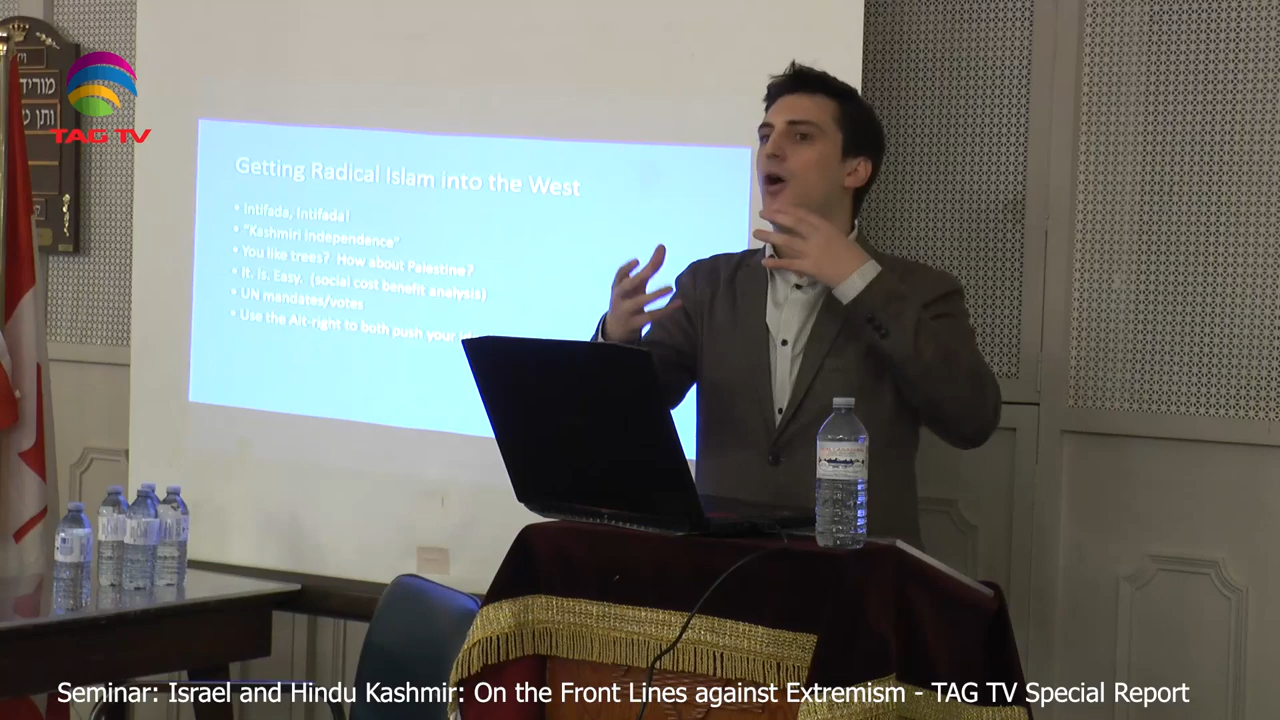 מוריד
ותן ט
TAG TV
Getting Radical Islam into the West
• Intifada, intifada!
• "Kashmiri independence"
• You like trees? How about Palestine?
• It. Is. Easy. (social cost benefit analysis)
• UN mandates/votes
• Use the Alt-right to both push your
Seminar: Israel and Hindu Kashmir: On the Front Lines against Extremism - TAG TV Special Report